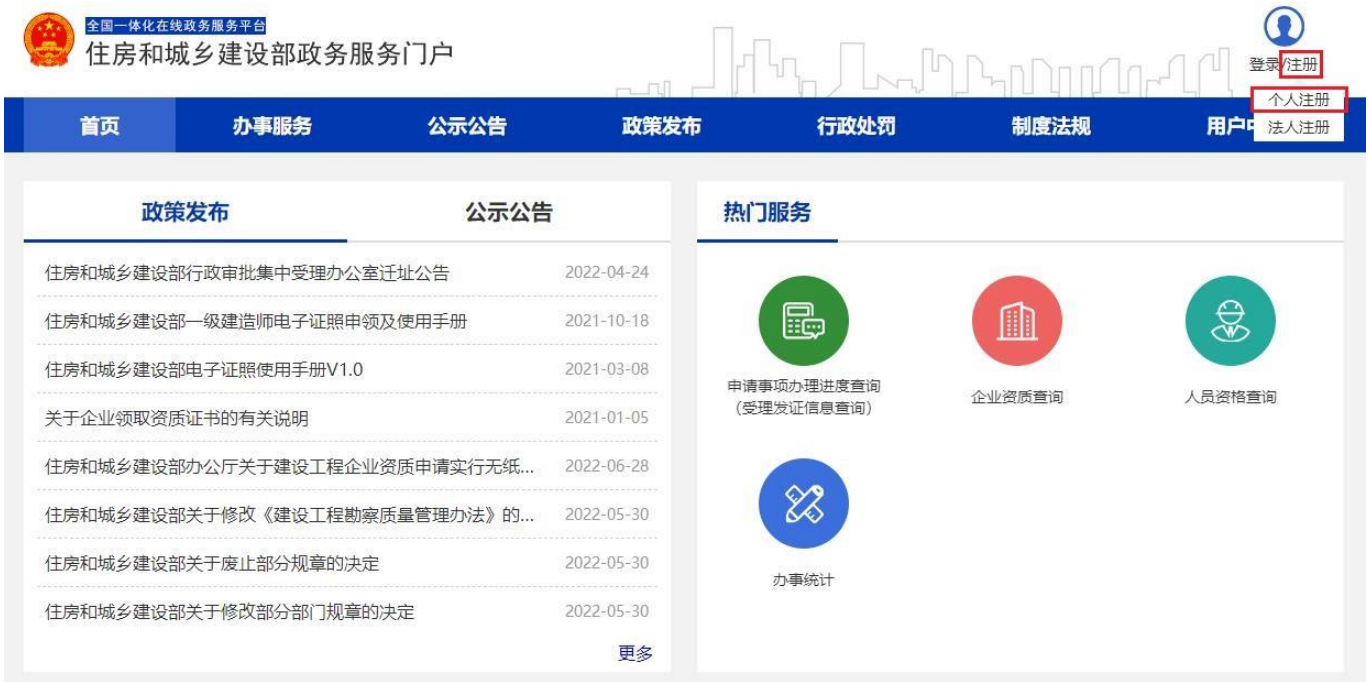 全国一体化在线政务服务平台
住房和城乡建设部政务服务门户
登录/注册
个人注册
法人注册
首页 办事服务 公示公告 政策发布 行政处罚 制度法规 用户
政策发布 公示公告
住房和城乡建设部行政审批集中受理办公室迁址公告 2022-04-24
住房和城乡建设部一级建造师电子证照申领及使用手册 2021-10-18
住房和城乡建设部电子证照使用手册V1.0 2021-03-08
关于企业领取资质证书的有关说明 2021-01-05
住房和城乡建设部办公厅关于建设工程企业资质申请实行无纸... 2022-06-28
住房和城乡建设部关于修改《建设工程勘察质量管理办法》的... 2022-05-30
住房和城乡建设部关于废止部分规章的决定 2022-05-30
住房和城乡建设部关于修改部分部门规章的决定 2022-05-30
更多
热门服务
申请事项办理进度查询
（受理发证信息查询）
企业资质查询
人员资格查询
办事统计